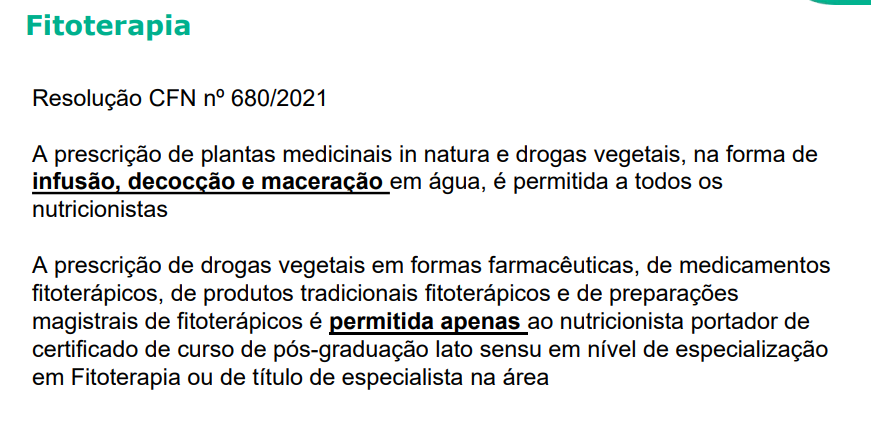 Fitoterapia
Resolução CFN nº 680/2021
A prescrição de plantas medicinais in natura e drogas vegetais, na forma de
infusão, decocção e maceração em água, é permitida a todos os
nutricionistas
A prescrição de drogas vegetais em formas farmacêuticas, de medicamentos
fitoterápicos, de produtos tradicionais fitoterápicos e de preparações
magistrais de fitoterápicos é permitida apenas ao nutricionista portador de
certificado de curso de pós-graduação lato sensu em nível de especialização
em Fitoterapia ou de título de especialista na área